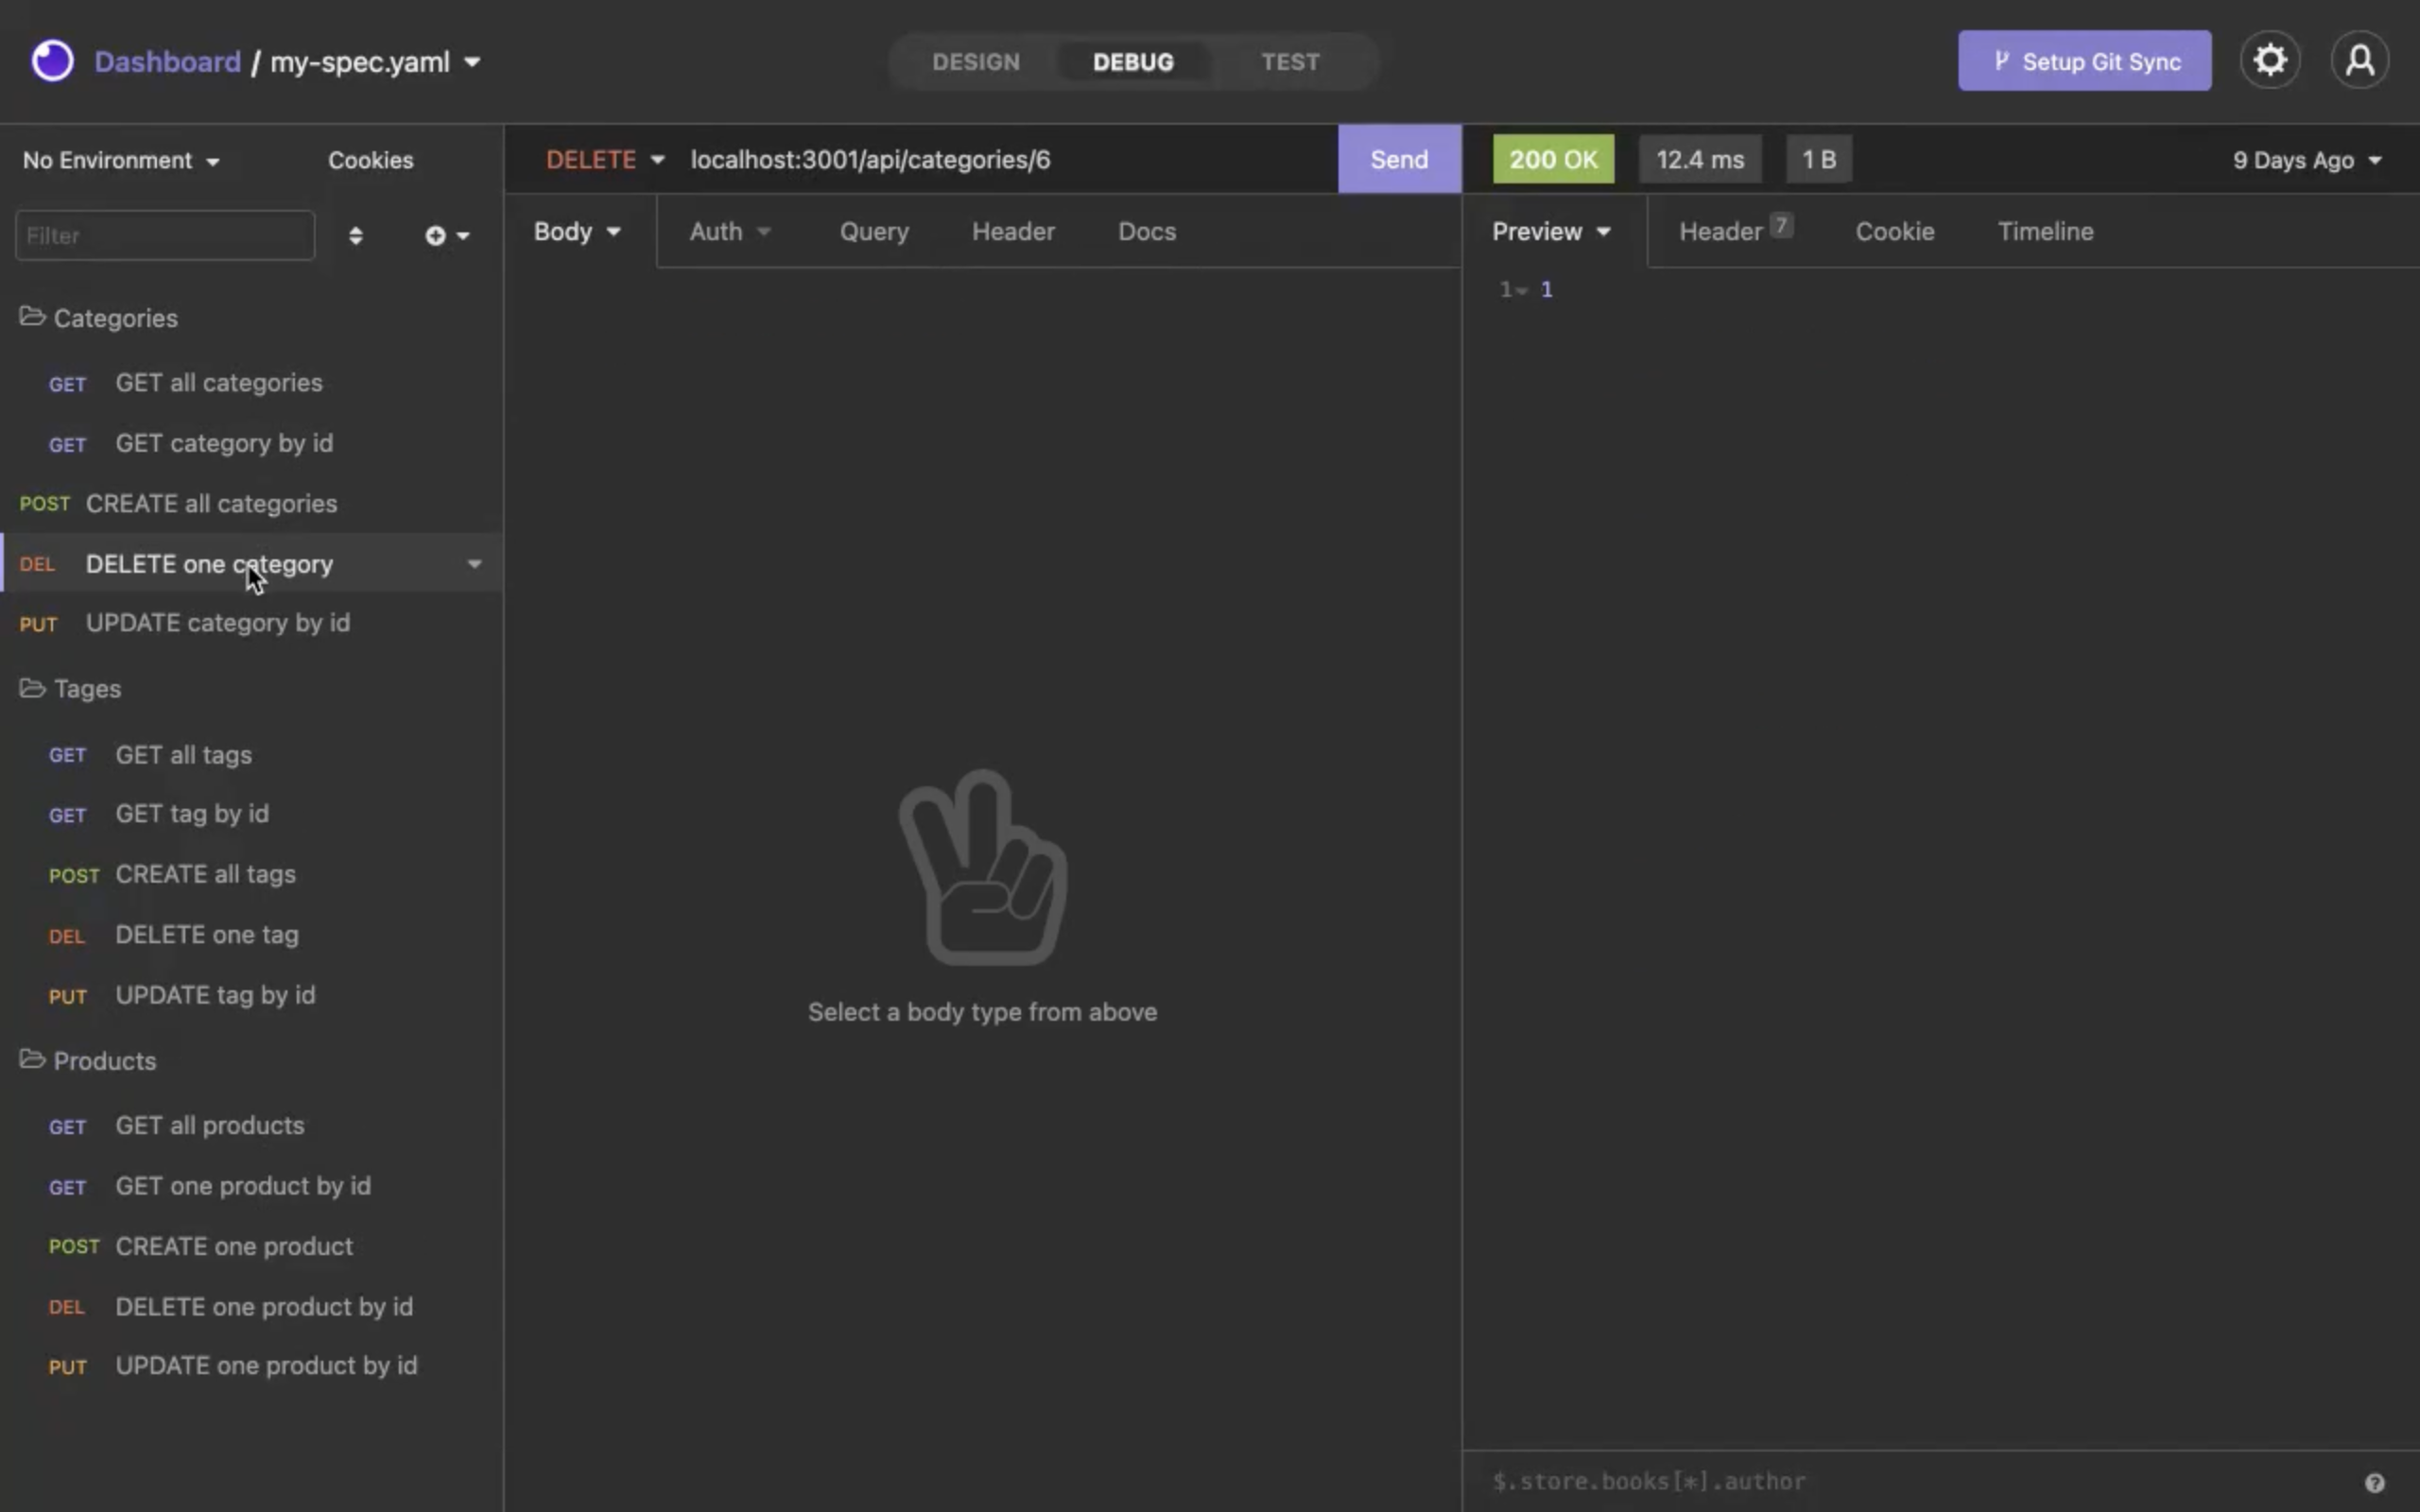 Dashboard / my-spec.yaml
DESIGN DEBUG TEST
Setup Git Sync
No Environment Cookies
DELETE localhost:3001/api/categories/6 Send
200 OK 12.4 ms 1 B 9 Days Ago
Filter
Body Auth Query Header Docs
Preview Header 7 Cookie Timeline
1 1
Categories
GET GET all categories
GET GET category by id
POST CREATE all categories
DEL DELETE one category
PUT UPDATE category by id
Tages
GET GET all tags
GET GET tag by id
POST CREATE all tags
DEL DELETE one tag
PUT UPDATE tag by id
Products
GET GET all products
GET GET one product by id
POST CREATE one product
DEL DELETE one product by id
PUT UPDATE one product by id
Select a body type from above
$.store.books[*].author
?